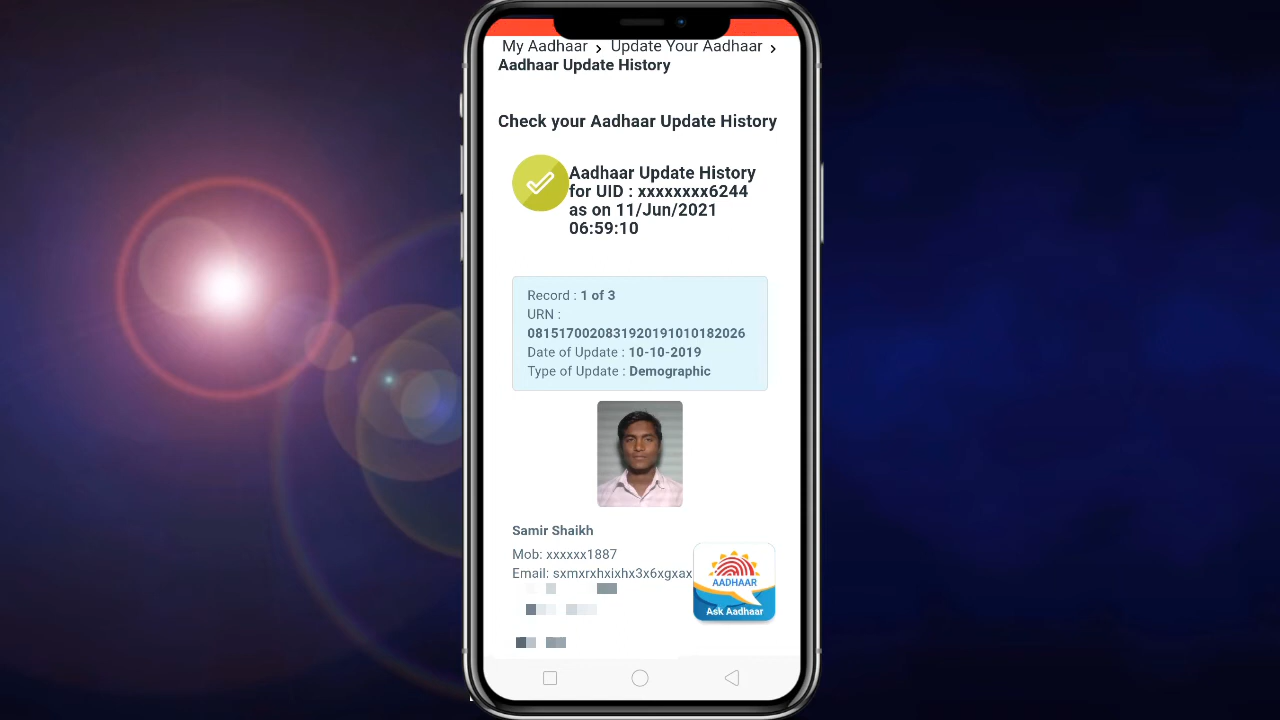 My Aadhaar › Update Your Aadhaar ›
Aadhaar Update History
Check your Aadhaar Update History
Aadhaar Update History
for UID : xxxxxxxx6244
as on 11/Jun/2021
06:59:10
Record : 1 of 3
URN :
0815170020831920191010182026
Date of Update : 10-10-2019
Type of Update : Demographic
Samir Shaikh
Mob: xxxxxx1887
Email: sxmxrxhxixhx3x6xgxax
AADHAAR
Ask Aadhaar